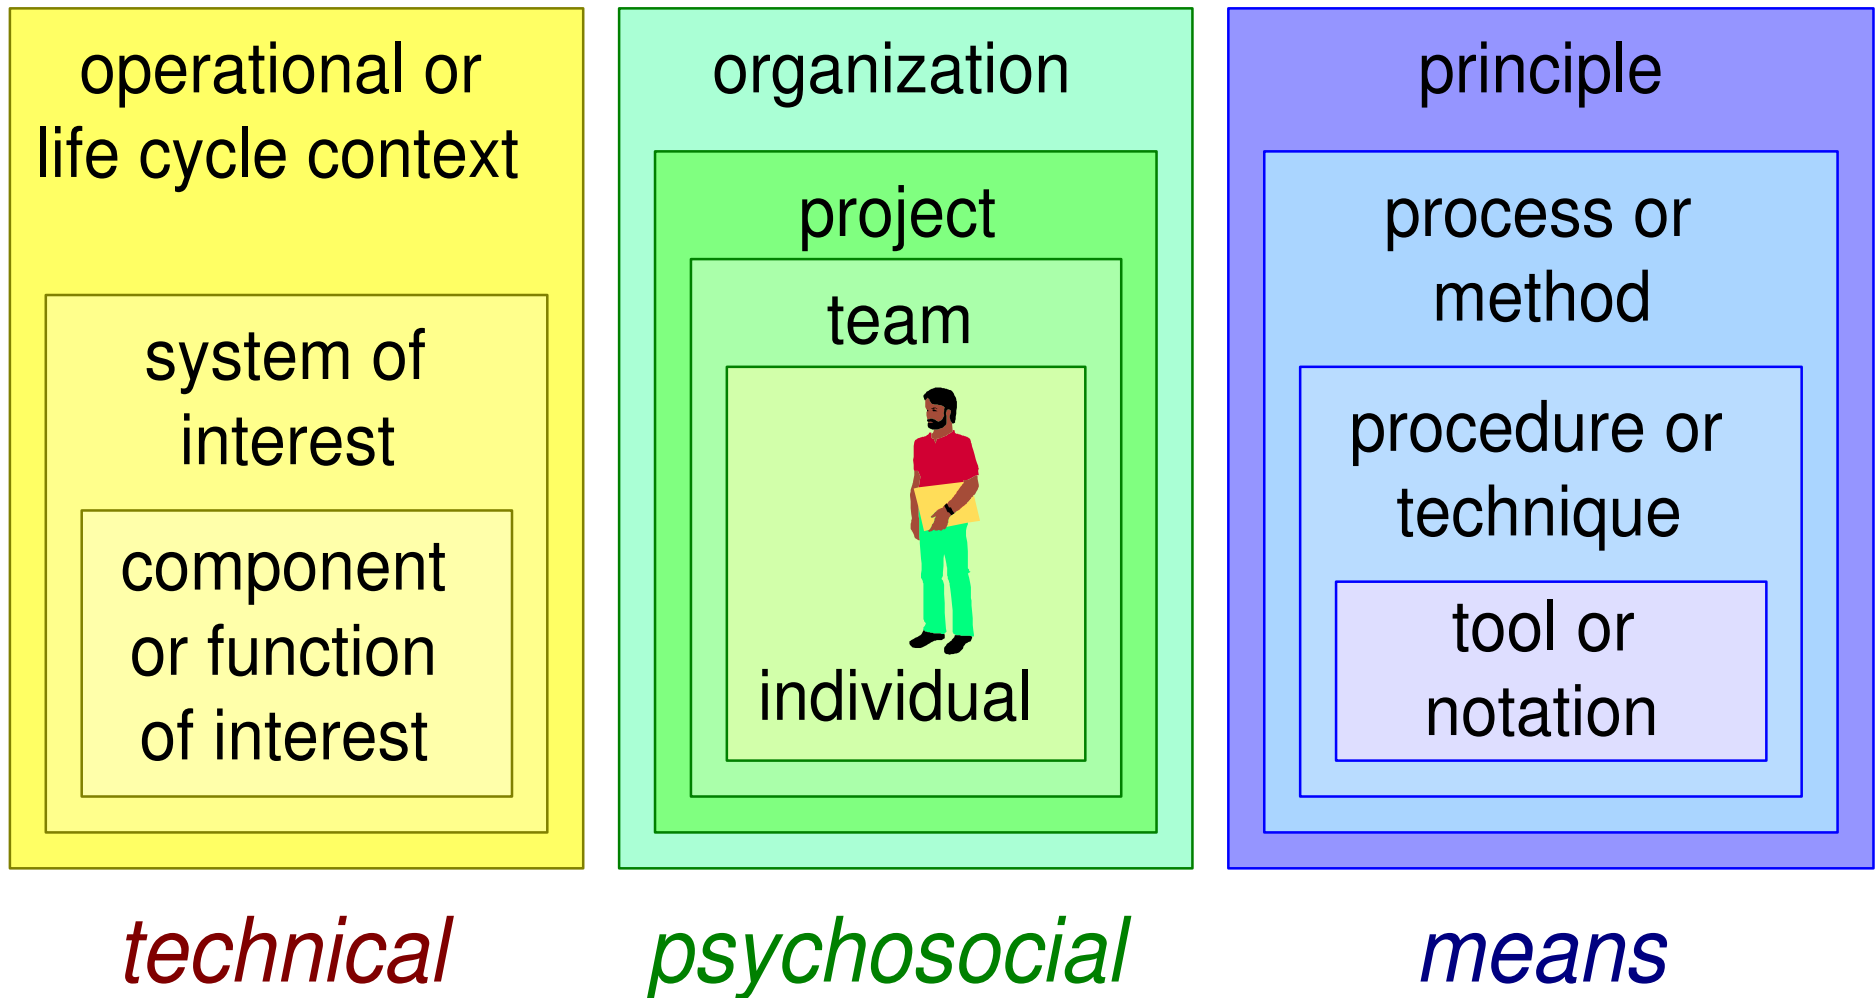 operational or
life cycle context
system of
interest
component
or function
of interest
technical
organization
project
team
individual
psychosocial
principle
process or
method
procedure or
technique
tool or
notation
means